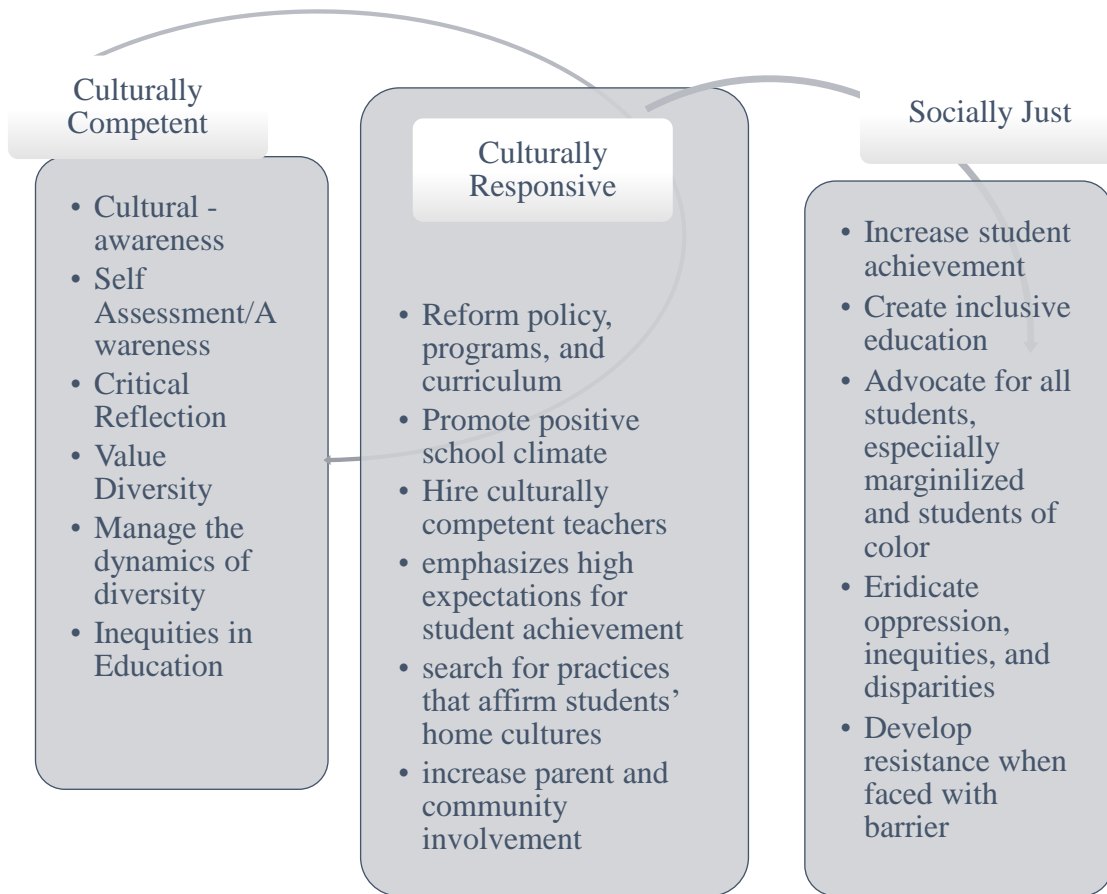 Culturally
Competent
• Cultural -
awareness
• Self
Assessment/A
wareness
• Critical
Reflection
• Value
Diversity
• Manage the
dynamics of
diversity
• Inequities in
Education
Culturally
Responsive
• Reform policy,
programs, and
curriculum
• Promote positive
school climate
• Hire culturally
competent teachers
• emphasizes high
expectations for
student achievement
• search for practices
that affirm students’
home cultures
• increase parent and
community
involvement
Socially Just
• Increase student
achievement
• Create inclusive
education
• Advocate for all
students,
especiially
marginilized
and students of
color
• Eridicate
oppression,
inequities, and
disparities
• Develop
resistance when
faced with
barrier